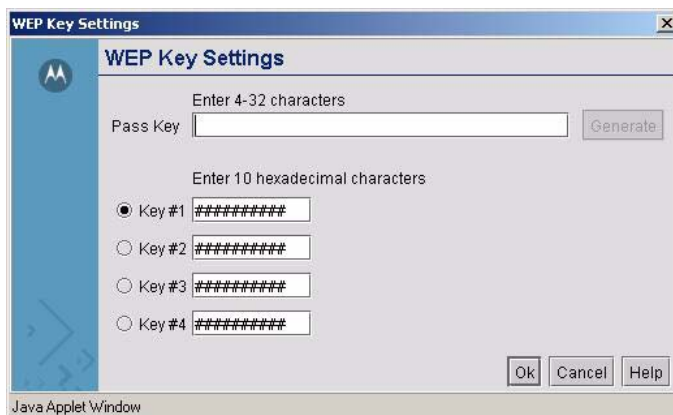 WEP Key Settings
WEP Key Settings
Enter 4-32 characters
Pass Key
Generate
Enter 10 hexadecimal characters
Key #1 ##########
Key #2 ##########
Key #3 ##########
Key #4 ##########
Ok Cancel Help
Java Applet Window